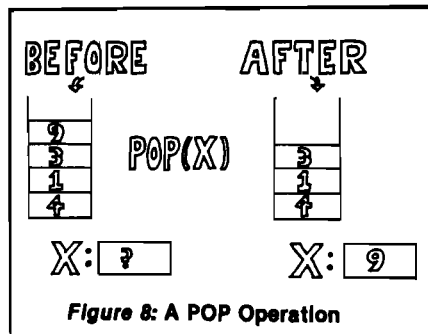 BEFORE AFTER
9
3 POP(X) 3
1 1
4 4
X: ? X: 9
Figure 8: A POP Operation